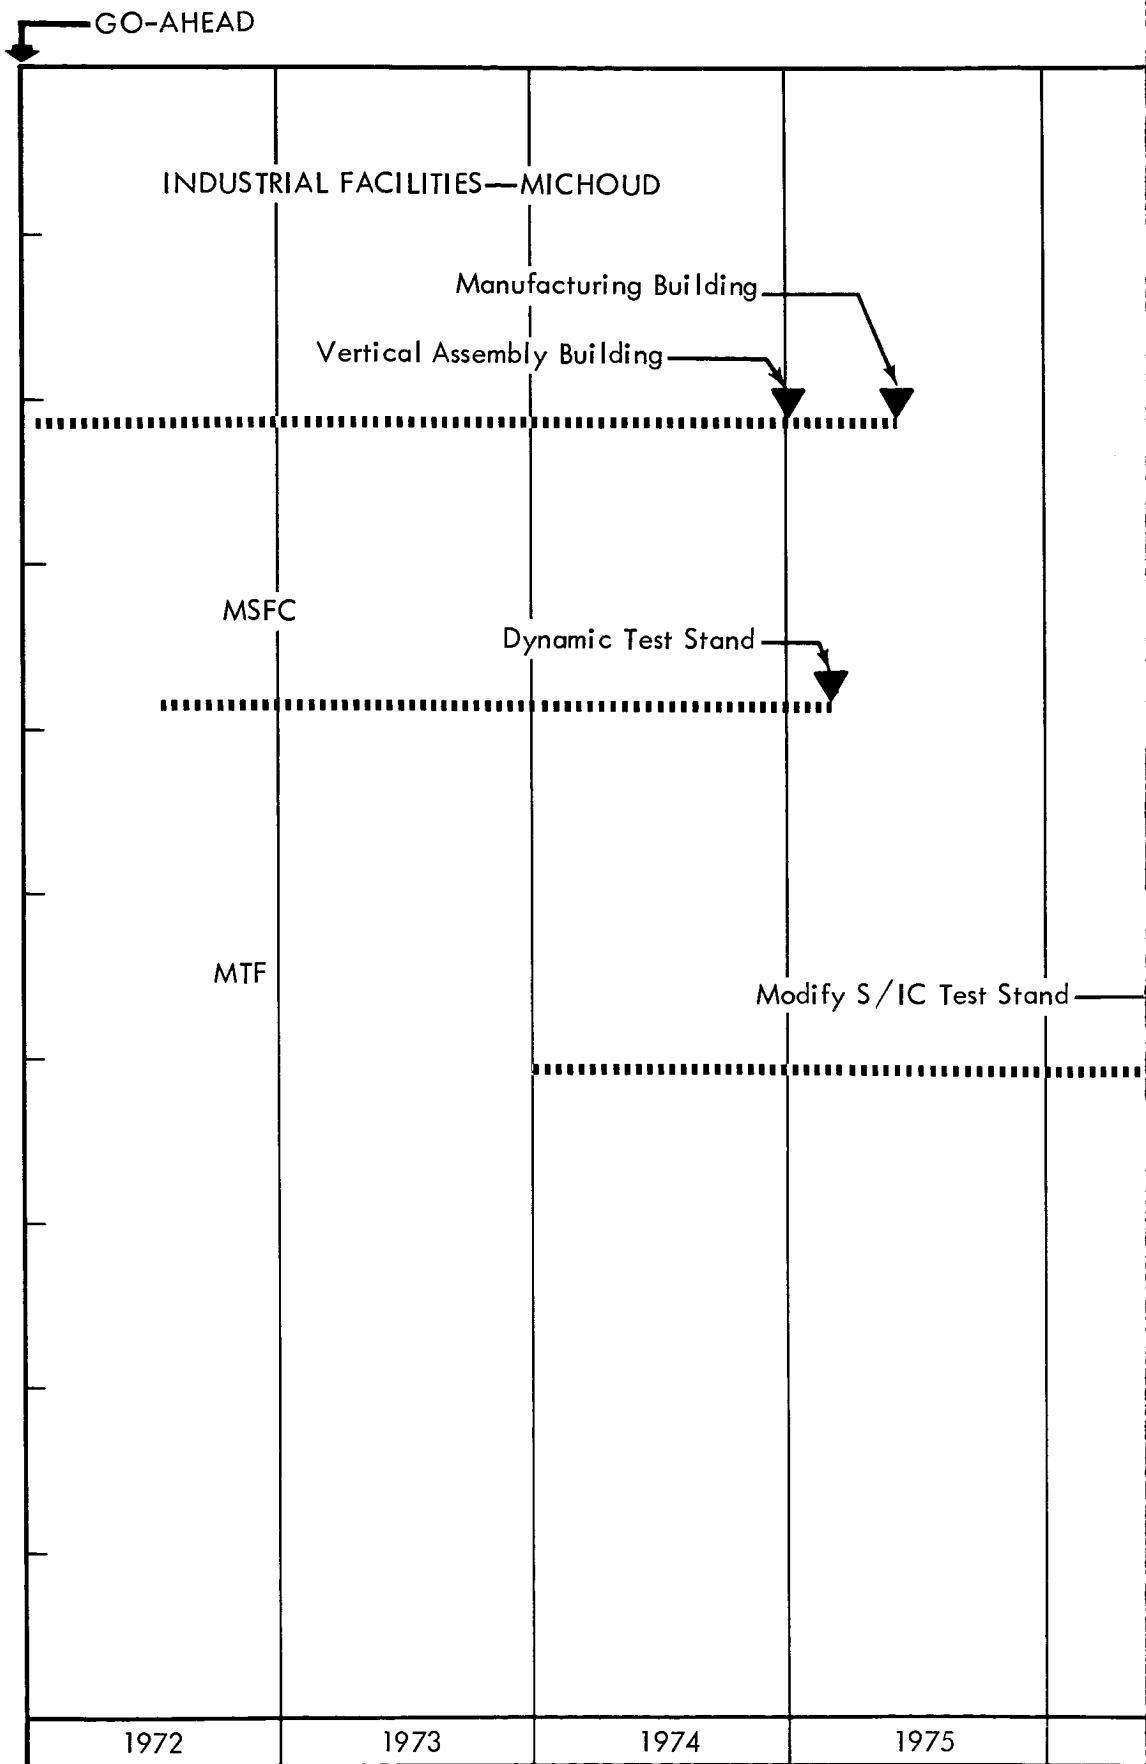 GO-AHEAD
INDUSTRIAL FACILITIES—MICHOUD
Manufacturing Building
Vertical Assembly Building
MSFC
Dynamic Test Stand
MTF
Modify S/IC Test Stand
1972 1973 1974 1975